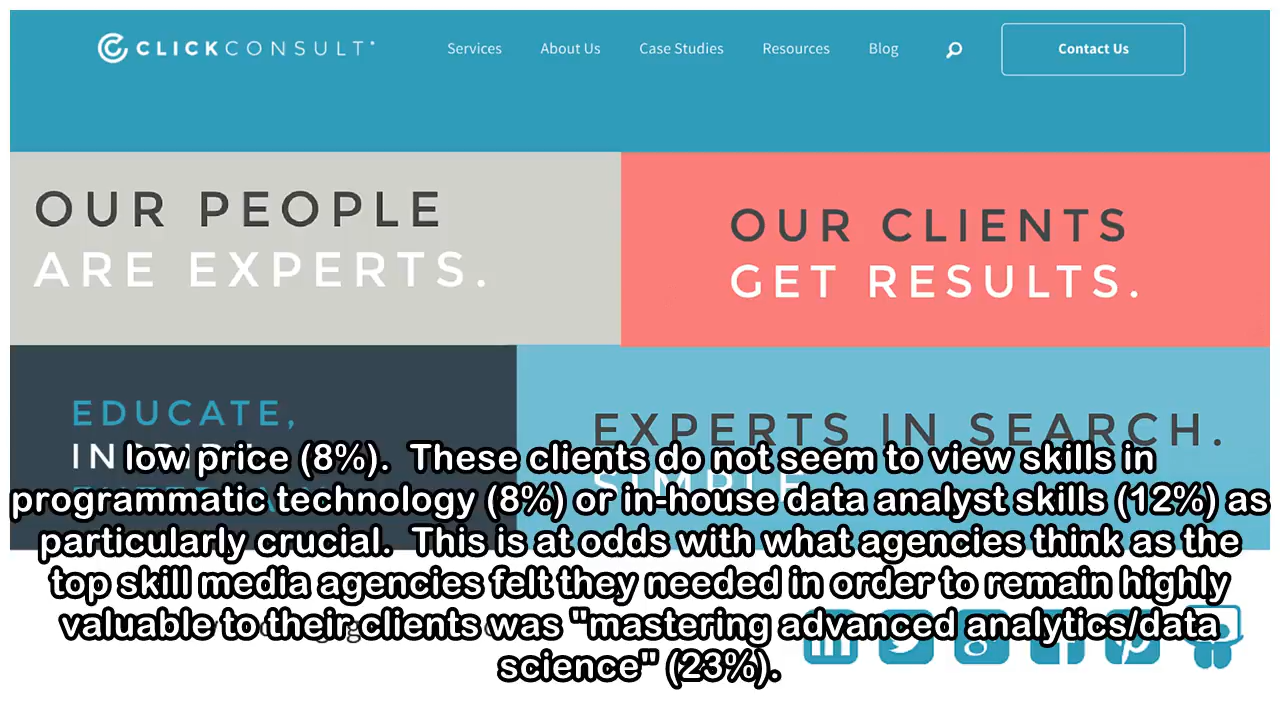 CLICKCONSULT
Services
About Us
Case Studies
Resources
Blog
Contact Us
OUR PEOPLE
ARE EXPERTS.
OUR CLIENTS
GET RESULTS.
EDUCATE,
EXPERTS IN SEARCH.
low price (8%). These clients do not seem to view skills in
programmatic technology (8%) or in-house data analyst skills (12%) as
particularly crucial. This is at odds with what agencies think as the
top skill media agencies felt they needed in order to remain highly
valuable to their clients was "mastering advanced analytics/data
science" (23%).